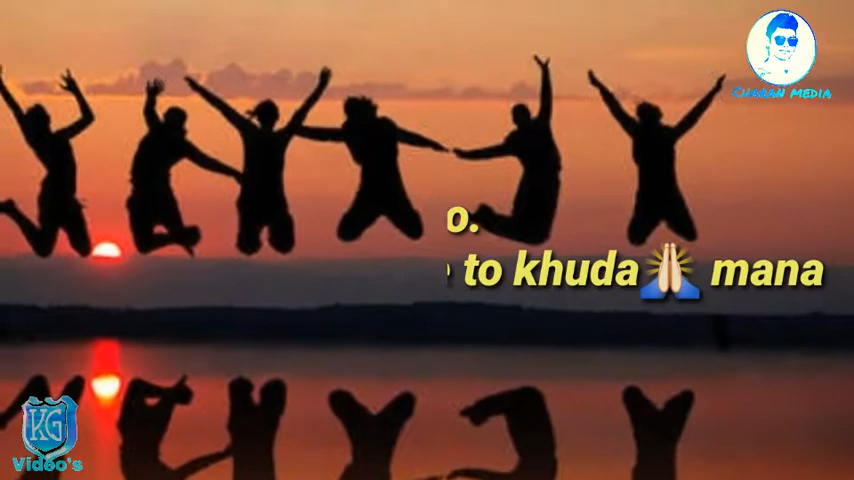 CHARAN MEDIA
o.
to khuda🙏 mana
KG
Video's